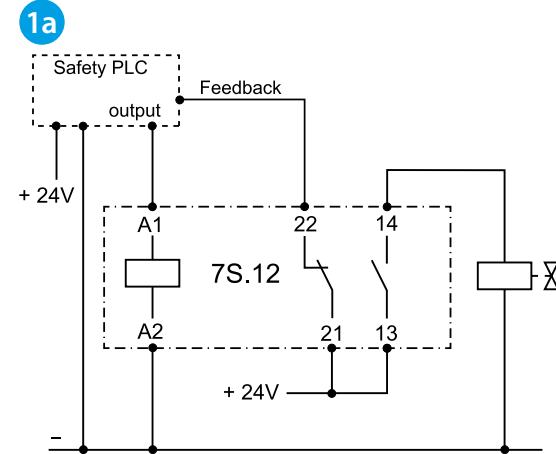 1a
Safety PLC
Feedback
output
+ 24V
A1
22
14
7S.12
A2
21
13
+ 24V
–